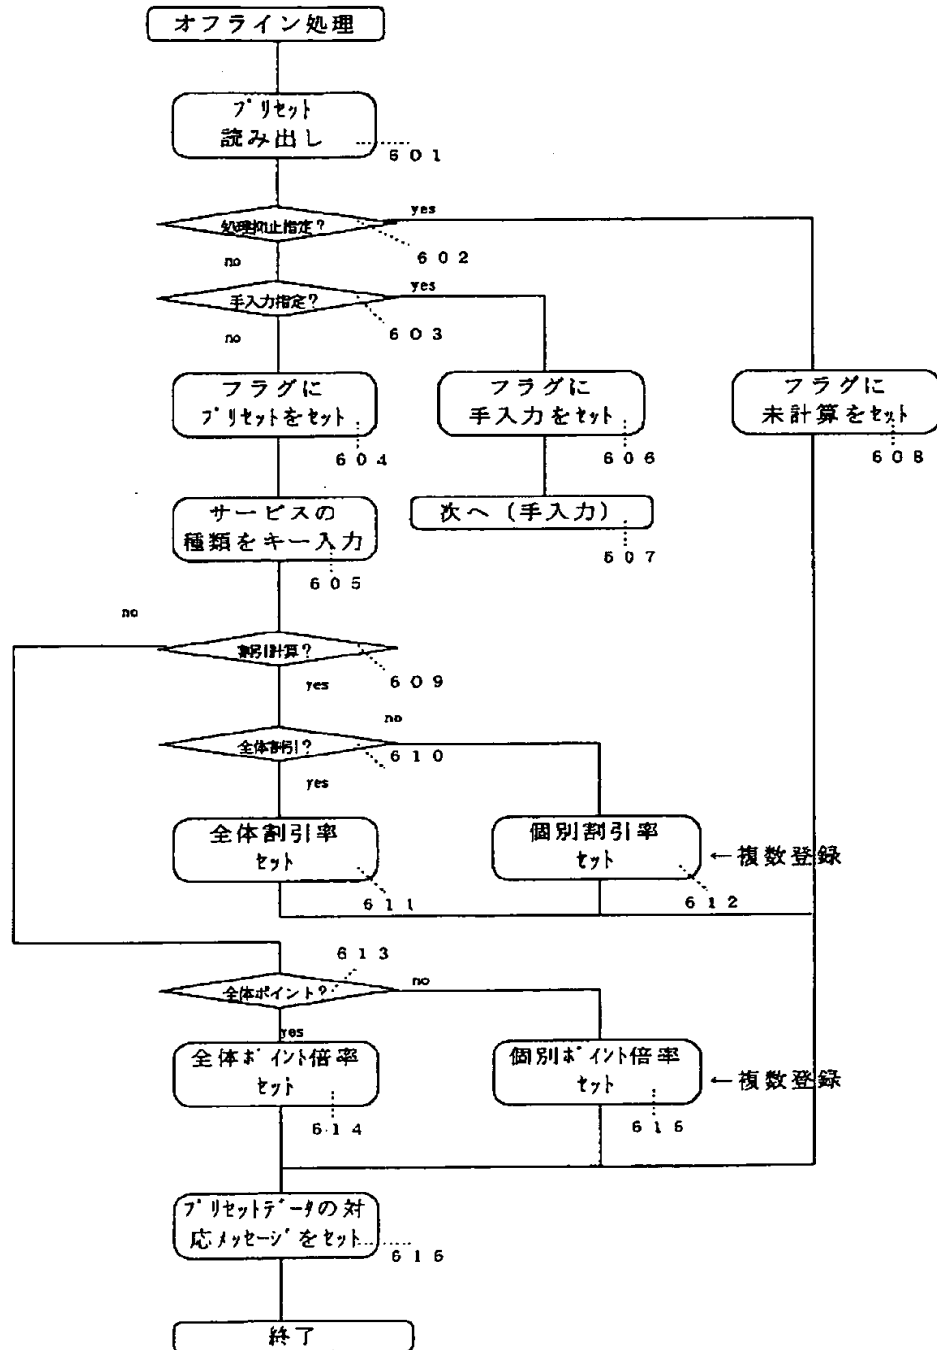 オフライン処理
プリセット
読み出し
601
処理抑止指定?
yes
602
no
手入力指定?
yes
603
no
フラグに
プリセットをセット
604
フラグに
手入力をセット
606
フラグに
未計算をセット
608
サービスの
種類をキー入力
605
次へ(手入力)
607
no
割引計算?
609
yes
no
全体割引?
610
yes
全体割引率
セット
611
個別割引率
セット
612
←複数登録
613
全体ポイント?
no
yes
全体ポイント倍率
セット
614
個別ポイント倍率
セット
615
←複数登録
プリセットデータの対
応メッセージをセット
616
終了